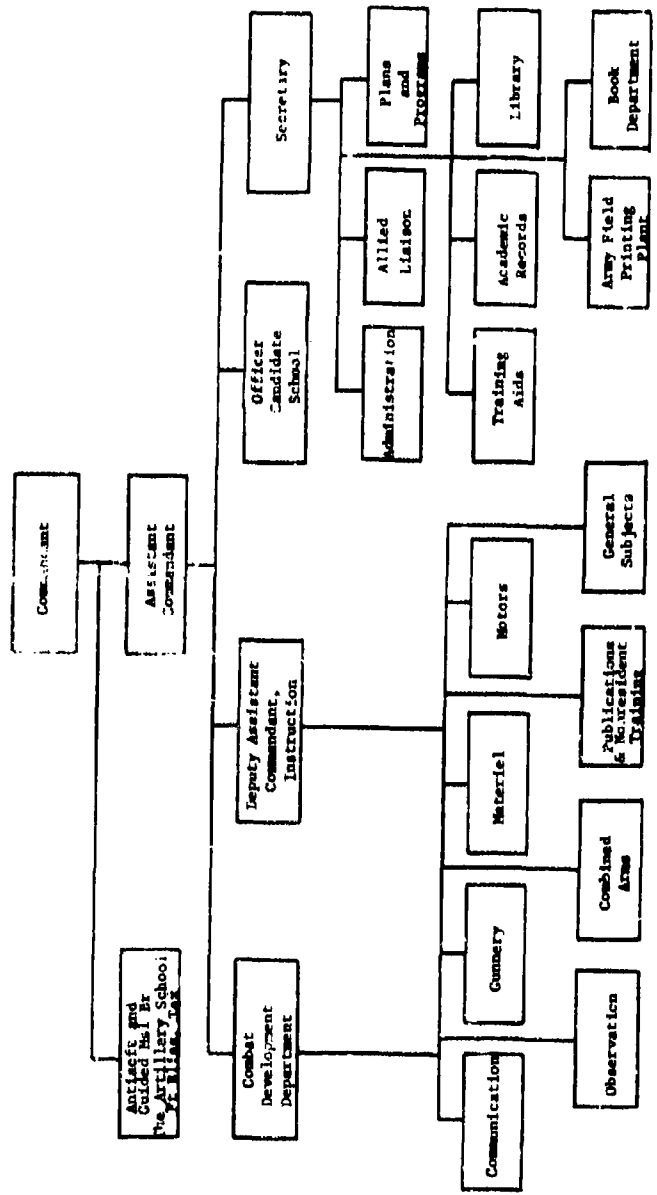 Commandant
Assistant
Commandant
Antiacft and
Guided Msl Br
The Artillery School
Ft Bliss, Tex
Combat
Development
Department
Deputy Assistant
Commandant,
Instruction
Officer
Candidate
School
Secretary
Administration
Allied
Liaison
Plans
and
Programs
Training
Aids
Academic
Records
Library
Army Field
Printing
Plant
Book
Department
Communication
Gunnery
Materiel
Motors
Observation
Combined
Arms
Publications
& Nonresident
Training
General
Subjects